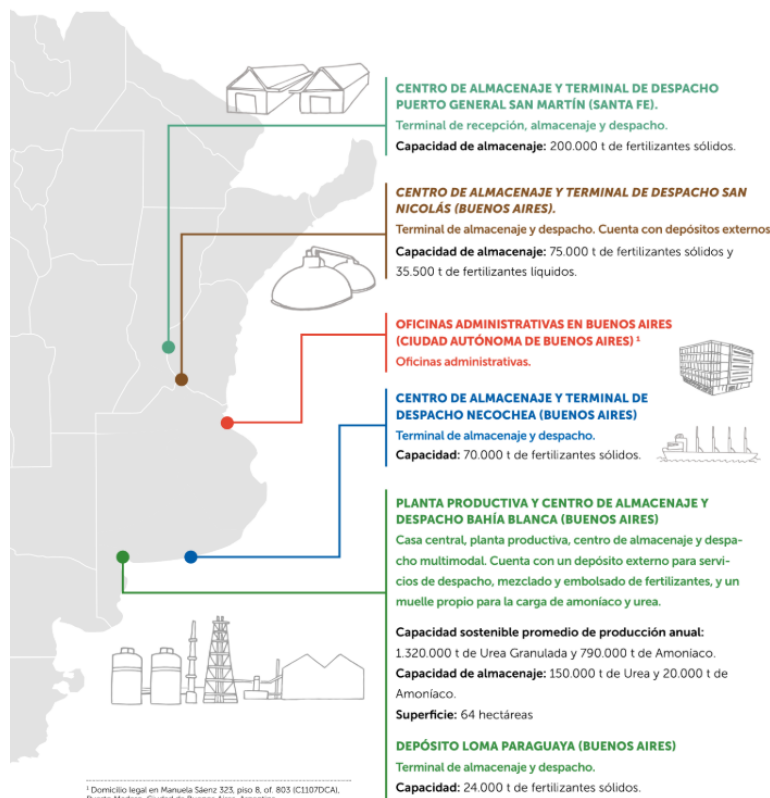 CENTRO DE ALMACENAJE Y TERMINAL DE DESPACHO
PUERTO GENERAL SAN MARTÍN (SANTA FE).
Terminal de recepción, almacenaje y despacho.
Capacidad de almacenaje: 200.000 t de fertilizantes sólidos.
CENTRO DE ALMACENAJE Y TERMINAL DE DESPACHO SAN
NICOLÁS (BUENOS AIRES).
Terminal de almacenaje y despacho. Cuenta con depósitos externos
Capacidad de almacenaje: 75.000 t de fertilizantes sólidos y
35.500 t de fertilizantes líquidos.
OFICINAS ADMINISTRATIVAS EN BUENOS AIRES
(CIUDAD AUTÓNOMA DE BUENOS AIRES) ¹
Oficinas administrativas.
CENTRO DE ALMACENAJE Y TERMINAL DE
DESPACHO NECOCHEA (BUENOS AIRES)
Terminal de almacenaje y despacho.
Capacidad: 70.000 t de fertilizantes sólidos.
PLANTA PRODUCTIVA Y CENTRO DE ALMACENAJE Y
DESPACHO BAHÍA BLANCA (BUENOS AIRES)
Casa central, planta productiva, centro de almacenaje y despa-
cho multimodal. Cuenta con un depósito externo para servi-
cios de despacho, mezclado y embolsado de fertilizantes, y un
muelle propio para la carga de amoníaco y urea.
Capacidad sostenible promedio de producción anual:
1.320.000 t de Urea Granulada y 790.000 t de Amoníaco.
Capacidad de almacenaje: 150.000 t de Urea y 20.000 t de
Amoníaco.
Superficie: 64 hectáreas
DEPÓSITO LOMA PARAGUAYA (BUENOS AIRES)
Terminal de almacenaje y despacho.
Capacidad: 24.000 t de fertilizantes sólidos.
¹ Domicilio legal en Manuela Sáenz 323, piso 8, of. 803 (C1107DCA),